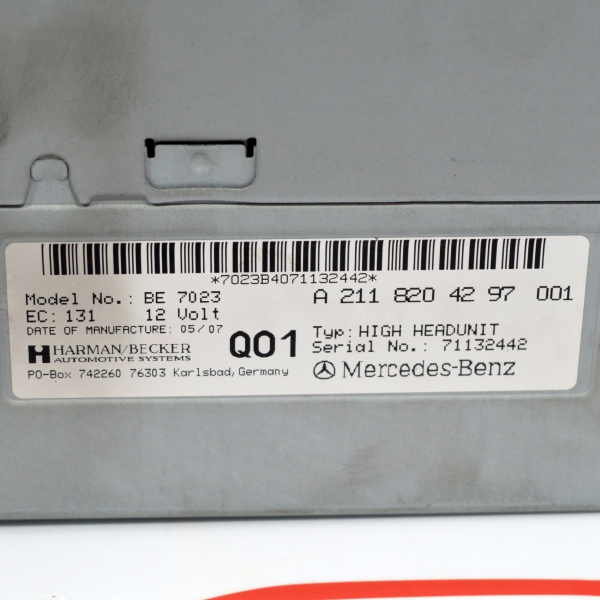 *7023B4071132442*
Model No.: BE 7023 A 211 820 42 97 001
EC: 131 12 Volt
DATE OF MANUFACTURE: 05/07 Q01 Typ: HIGH HEADUNIT
HARMAN/BECKER Serial No.: 71132442
AUTOMOTIVE SYSTEMS Mercedes-Benz
PO-Box 742260 76303 Karlsbad, Germany